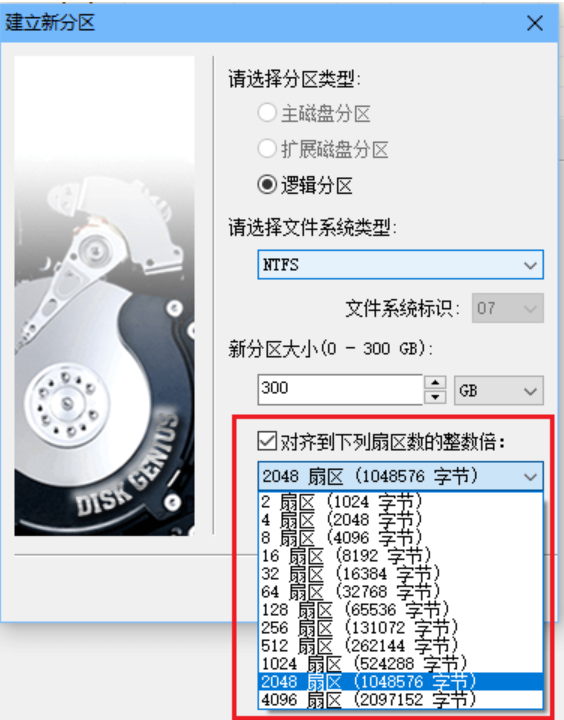 建立新分区
请选择分区类型:
主磁盘分区
扩展磁盘分区
逻辑分区
请选择文件系统类型:
NTFS
文件系统标识: 07
新分区大小(0 - 300 GB):
300 GB
对齐到下列扇区数的整数倍:
2048 扇区 (1048576 字节)
2 扇区 (1024 字节)
4 扇区 (2048 字节)
8 扇区 (4096 字节)
16 扇区 (8192 字节)
32 扇区 (16384 字节)
64 扇区 (32768 字节)
128 扇区 (65536 字节)
256 扇区 (131072 字节)
512 扇区 (262144 字节)
1024 扇区 (524288 字节)
2048 扇区 (1048576 字节)
4096 扇区 (2097152 字节)
DISK GENIUS